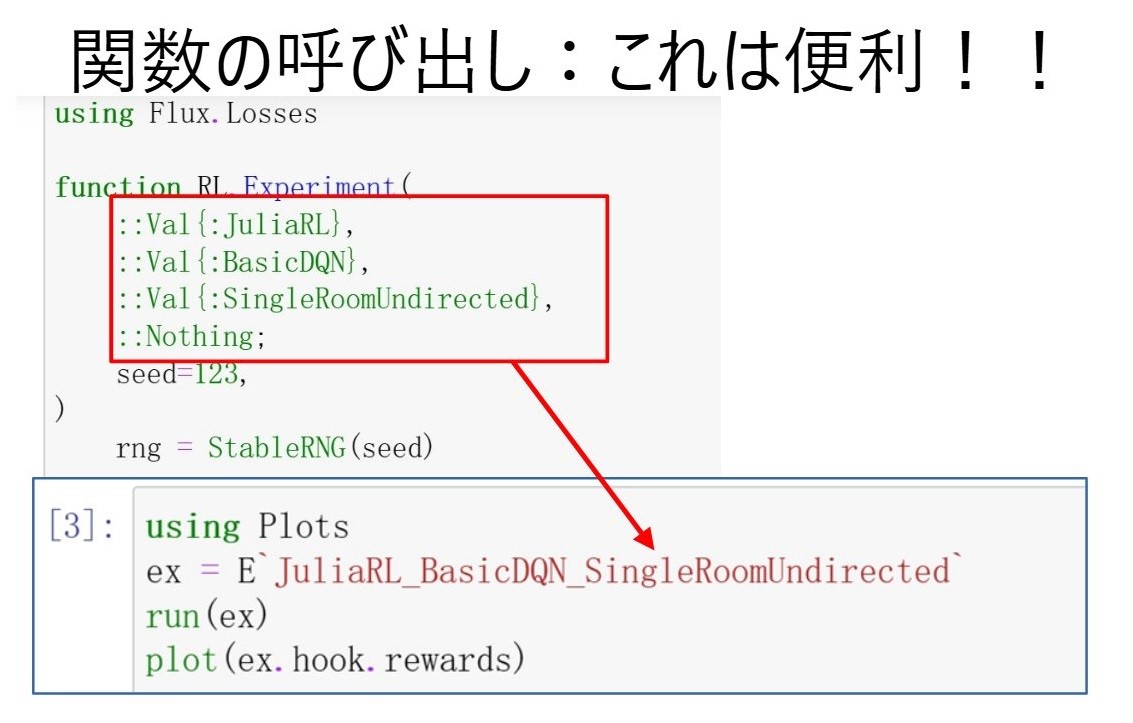 関数の呼び出し：これは便利！！
using Flux.Losses
function RL.Experiment(
::Val{:JuliaRL},
::Val{:BasicDQN},
::Val{:SingleRoomUndirected},
::Nothing;
seed=123,
)
rng = StableRNG(seed)
[3]: using Plots
ex = E`JuliaRL_BasicDQN_SingleRoomUndirected`
run(ex)
plot(ex.hook.rewards)